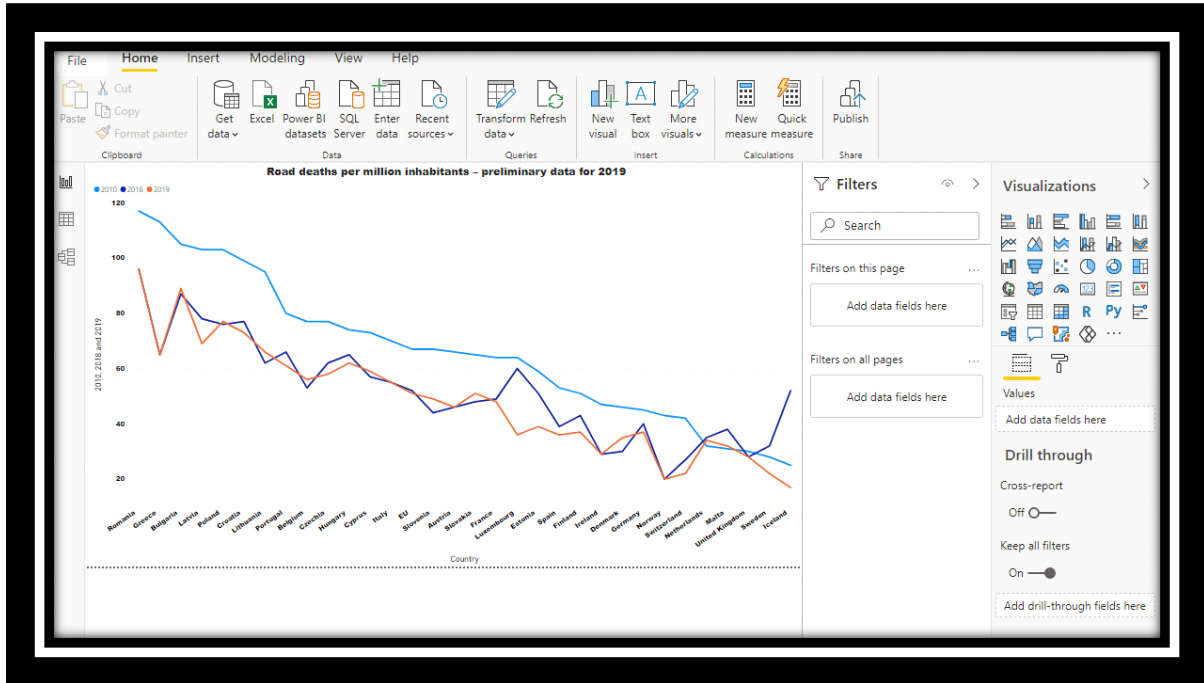 File Home Insert Modeling View Help
Paste
Cut
Copy
Format painter
Clipboard
Get data
Excel
Power BI datasets
SQL Server
Enter data
Recent sources
Data
Transform data
Refresh
Queries
New visual
Text box
More visuals
Insert
New measure
Quick measure
Calculations
Publish
Share
Road deaths per million inhabitants – preliminary data for 2019
2010 2018 2019
120
100
80
60
40
20
2010, 2018 and 2019
Romania
Greece
Bulgaria
Latvia
Poland
Croatia
Lithuania
Portugal
Belgium
Czechia
Hungary
Cyprus
Italy
EU
Slovenia
Austria
Slovakia
France
Luxembourg
Estonia
Spain
Finland
Ireland
Denmark
Germany
Norway
Switzerland
Netherlands
Malta
United Kingdom
Sweden
Iceland
Country
Filters
Search
Filters on this page ...
Add data fields here
Filters on all pages ...
Add data fields here
Visualizations
123
R Py
...
Values
Add data fields here
Drill through
Cross-report
Off
Keep all filters
On
Add drill-through fields here